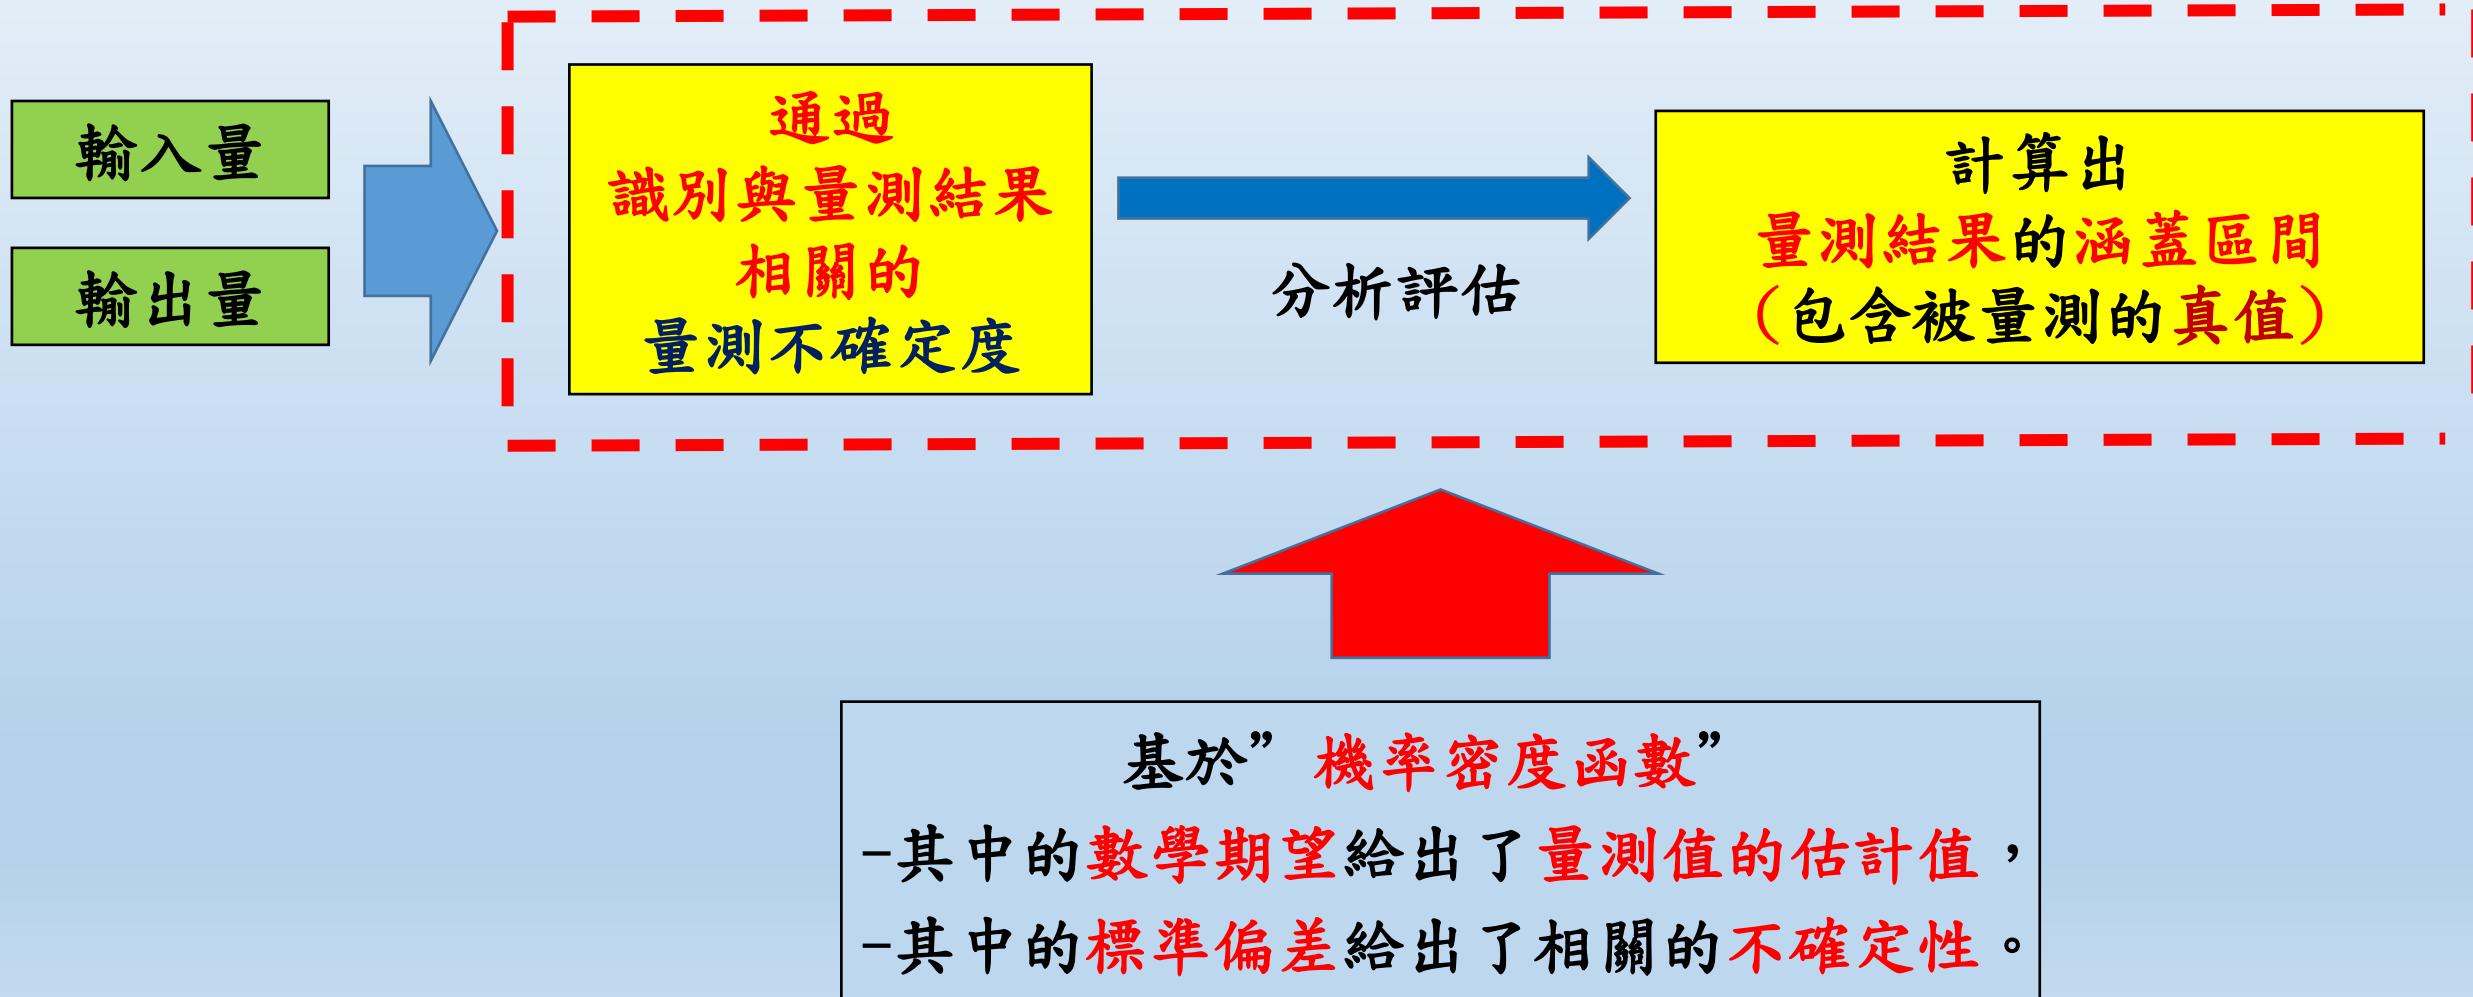 輸入量
輸出量
通過
識別與量測結果
相關的
量測不確定度
分析評估
計算出
量測結果的涵蓋區間
(包含被量測的真值)
基於”機率密度函數”
-其中的數學期望給出了量測值的估計值，
-其中的標準偏差給出了相關的不確定性。